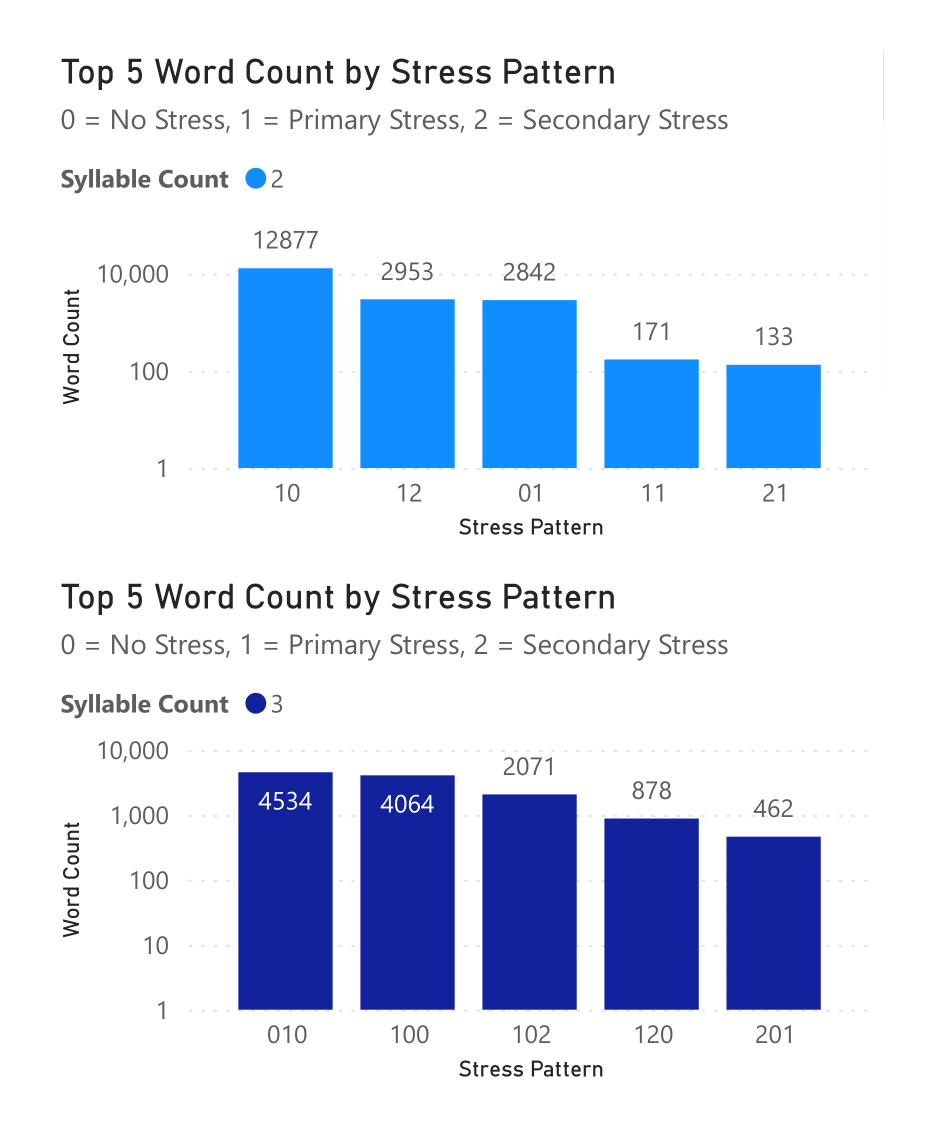 Top 5 Word Count by Stress Pattern
0 = No Stress, 1 = Primary Stress, 2 = Secondary Stress
Syllable Count 2
12877
2953
2842
171
133
10,000
100
1
Word Count
10 12 01 11 21
Stress Pattern
Top 5 Word Count by Stress Pattern
0 = No Stress, 1 = Primary Stress, 2 = Secondary Stress
Syllable Count 3
4534
4064
2071
878
462
10,000
1,000
100
10
1
Word Count
010 100 102 120 201
Stress Pattern